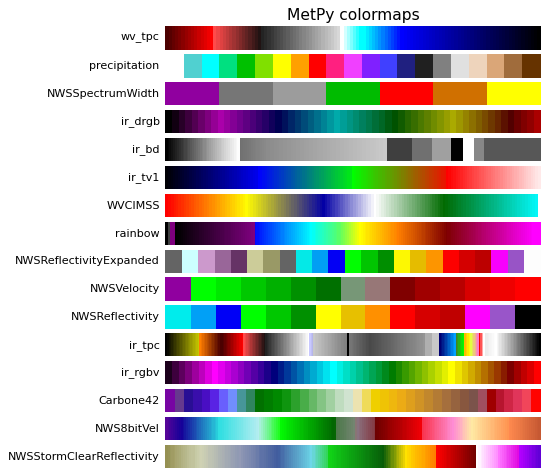 MetPy colormaps
wv_tpc
precipitation
NWSSpectrumWidth
ir_drgb
ir_bd
ir_tv1
WVCIMSS
rainbow
NWSReflectivityExpanded
NWSVelocity
NWSReflectivity
ir_tpc
ir_rgbv
Carbone42
NWS8bitVel
NWSStormClearReflectivity